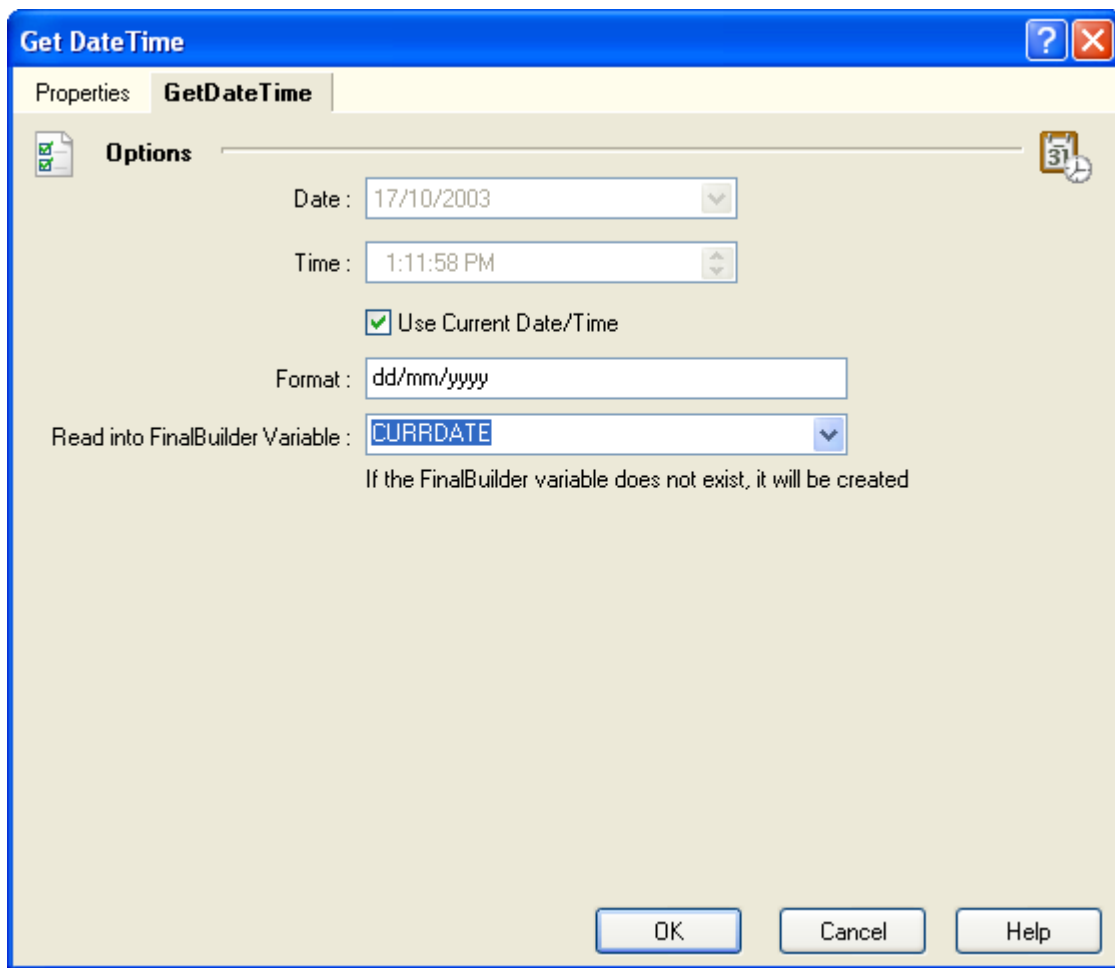 Get DateTime
Properties GetDateTime
Options
31
Date : 17/10/2003
Time : 1:11:58 PM
Use Current Date/Time
Format : dd/mm/yyyy
Read into FinalBuilder Variable : CURRDATE
If the FinalBuilder variable does not exist, it will be created
OK Cancel Help